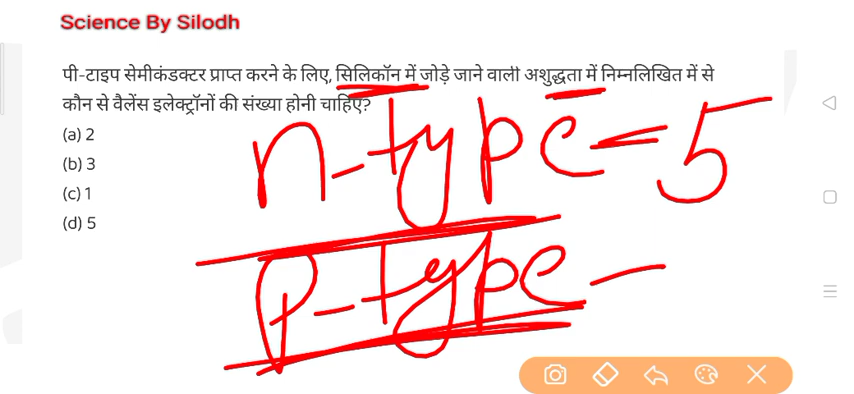 Science By Silodh
पी-टाइप सेमीकंडक्टर प्राप्त करने के लिए, सिलिकॉन में जोड़े जाने वाली अशुद्धता में निम्नलिखित में से
कौन से वैलेंस इलेक्ट्रॉनों की संख्या होनी चाहिए?
(a) 2
(b) 3
(c) 1
(d) 5
n-type=5
p-type-